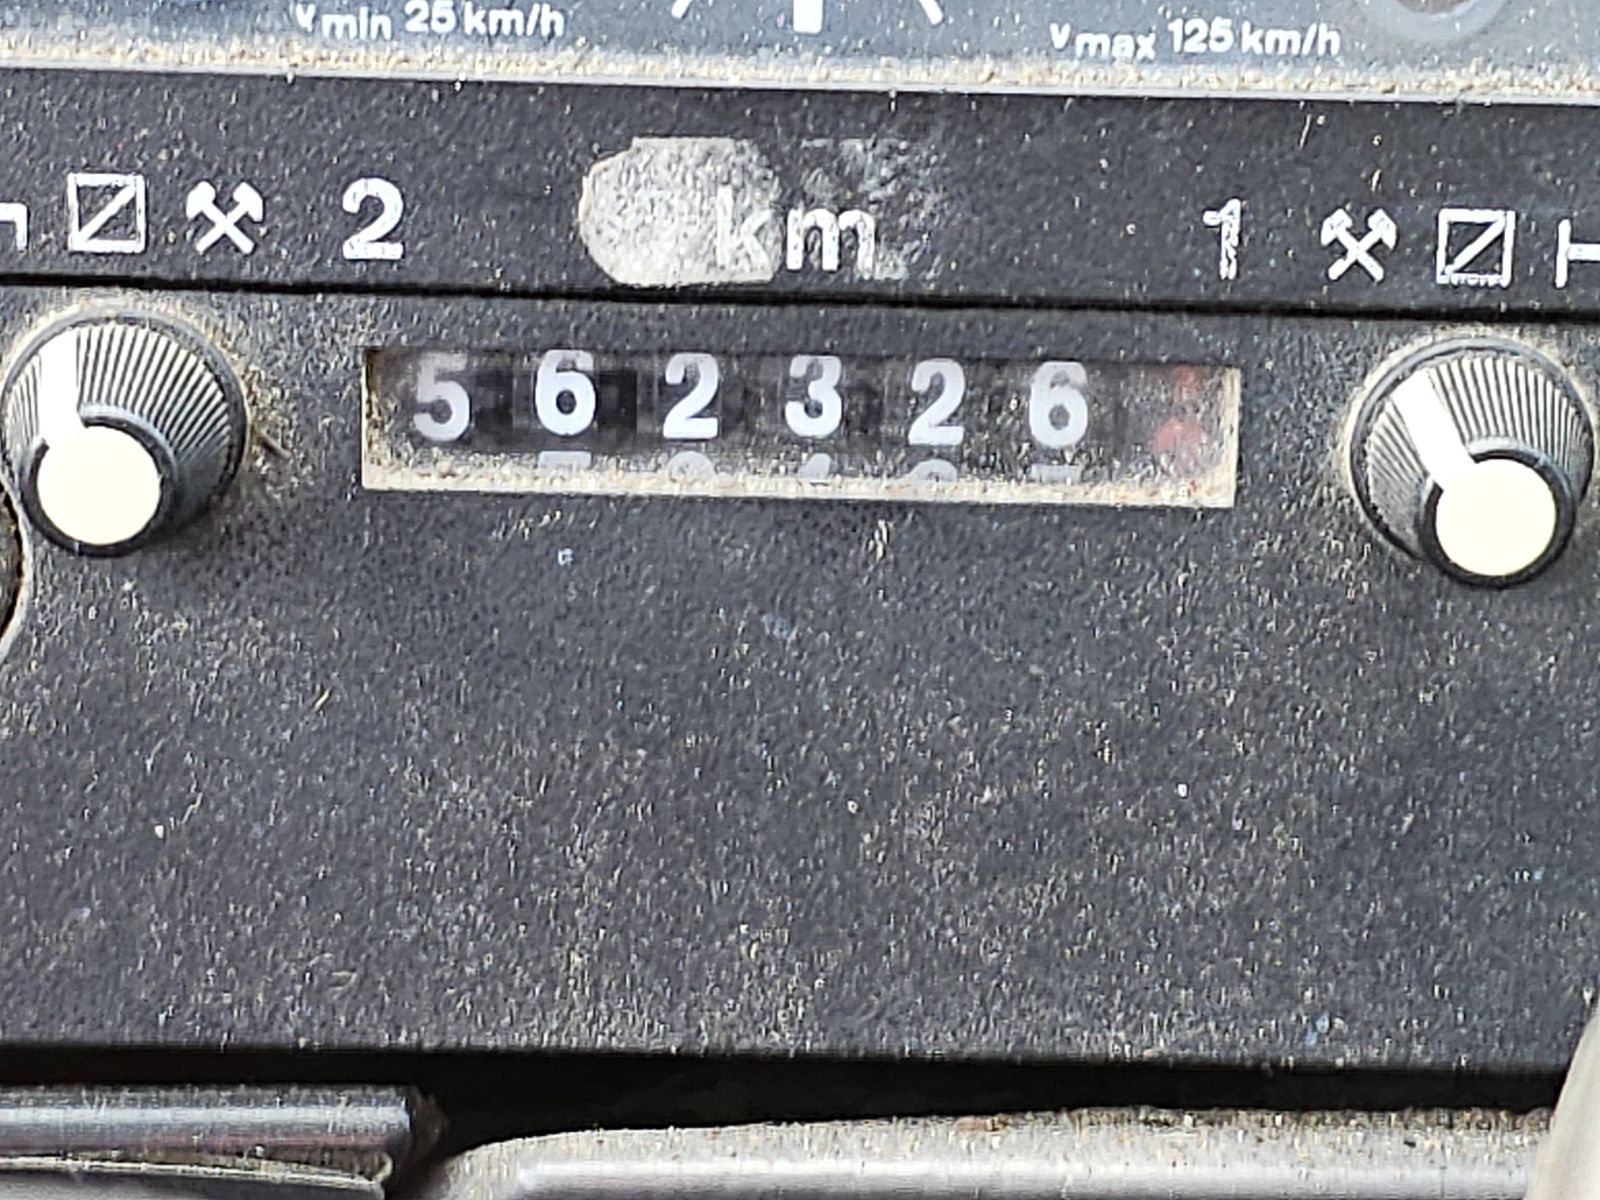 vmin 25 km/h
vmax 125 km/h
2 km 1
562326